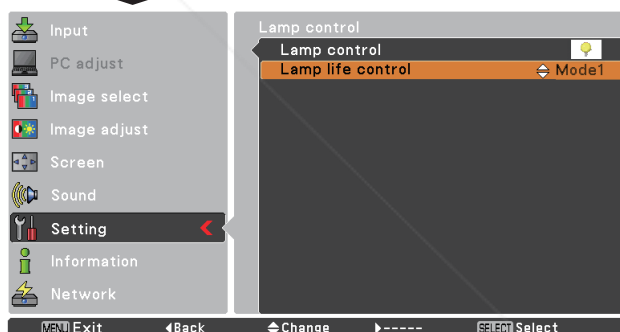 Input
PC adjust
Image select
Image adjust
Screen
Sound
Setting
Information
Network
Lamp control
Lamp control
Lamp life control Mode1
MENU Exit Back Change ----- SELECT Select